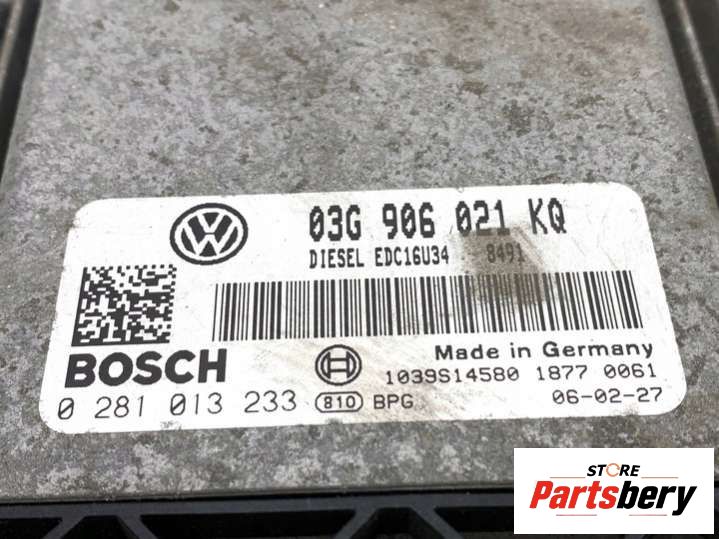 03G 906 021 KQ
DIESEL EDC16U34 8491
BOSCH
Made in Germany
1039S14580 1877 0061
0 281 013 233 810 BPG 06-02-27
STORE
Partsbery